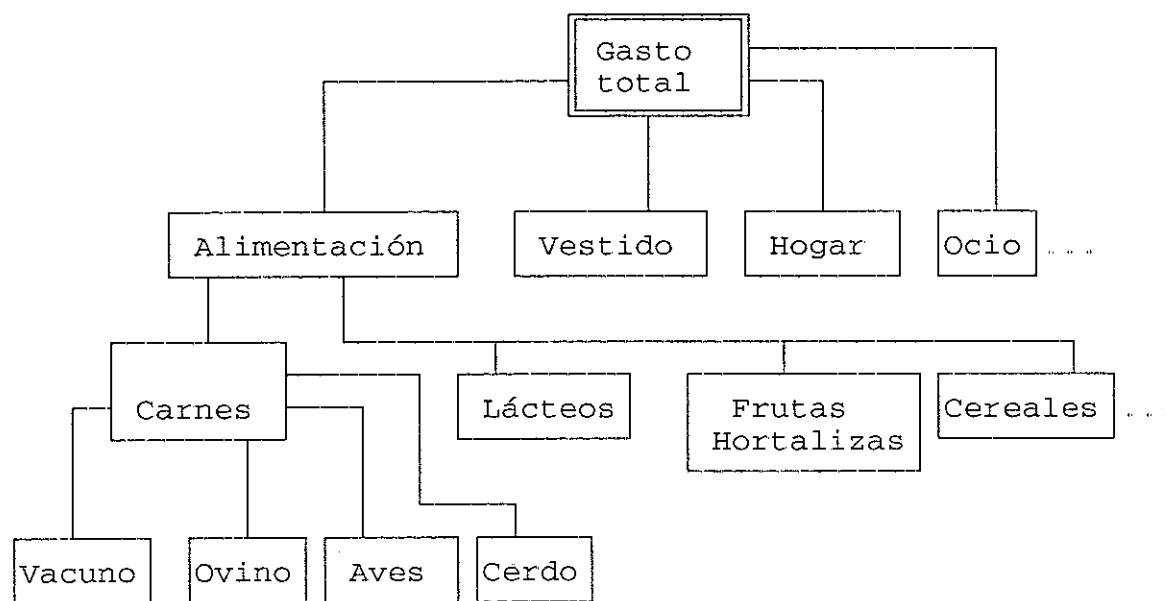 Gasto
total
Alimentación
Vestido
Hogar
Ocio ...
Carnes
Lácteos
Frutas
Hortalizas
Cereales ..
Vacuno
Ovino
Aves
Cerdo